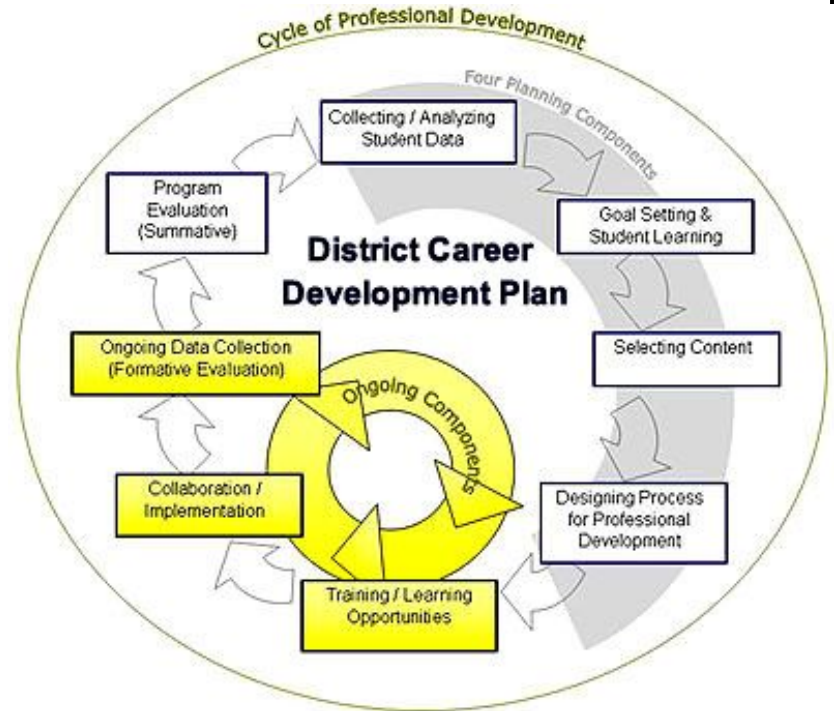 Cycle of Professional Development
Four Planning Components
Collecting / Analyzing
Student Data
Goal Setting &
Student Learning
Selecting Content
Designing Process
for Professional
Development
Training / Learning
Opportunities
Collaboration /
Implementation
Ongoing Data Collection
(Formative Evaluation)
Program
Evaluation
(Summative)
District Career
Development Plan
Ongoing Components